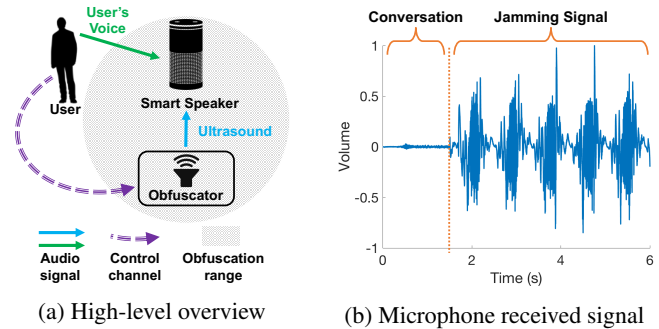 User's
Voice
User
Smart Speaker
Ultrasound
Obfuscator
Audio
signal
Control
channel
Obfuscation
range
(a) High-level overview
Conversation
Jamming Signal
Volume
1
0.5
0
-0.5
-1
0
2
4
6
Time (s)
(b) Microphone received signal